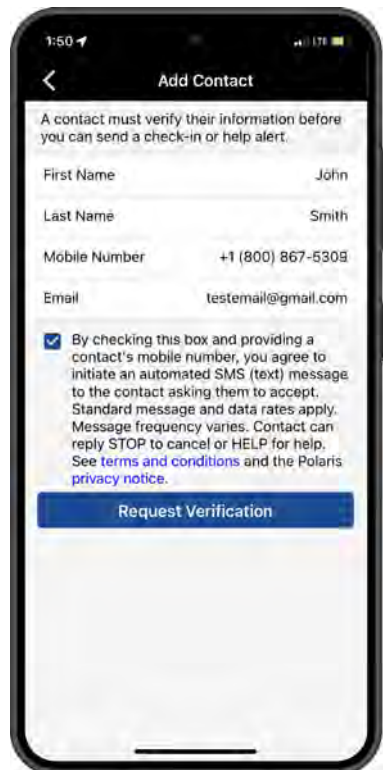 1:50
LTE
Add Contact
A contact must verify their information before
you can send a check-in or help alert.
First Name John
Last Name Smith
Mobile Number +1 (800) 867-5309
Email testemail@gmail.com
By checking this box and providing a
contact's mobile number, you agree to
initiate an automated SMS (text) message
to the contact asking them to accept.
Standard message and data rates apply.
Message frequency varies. Contact can
reply STOP to cancel or HELP for help.
See terms and conditions and the Polaris
privacy notice.
Request Verification